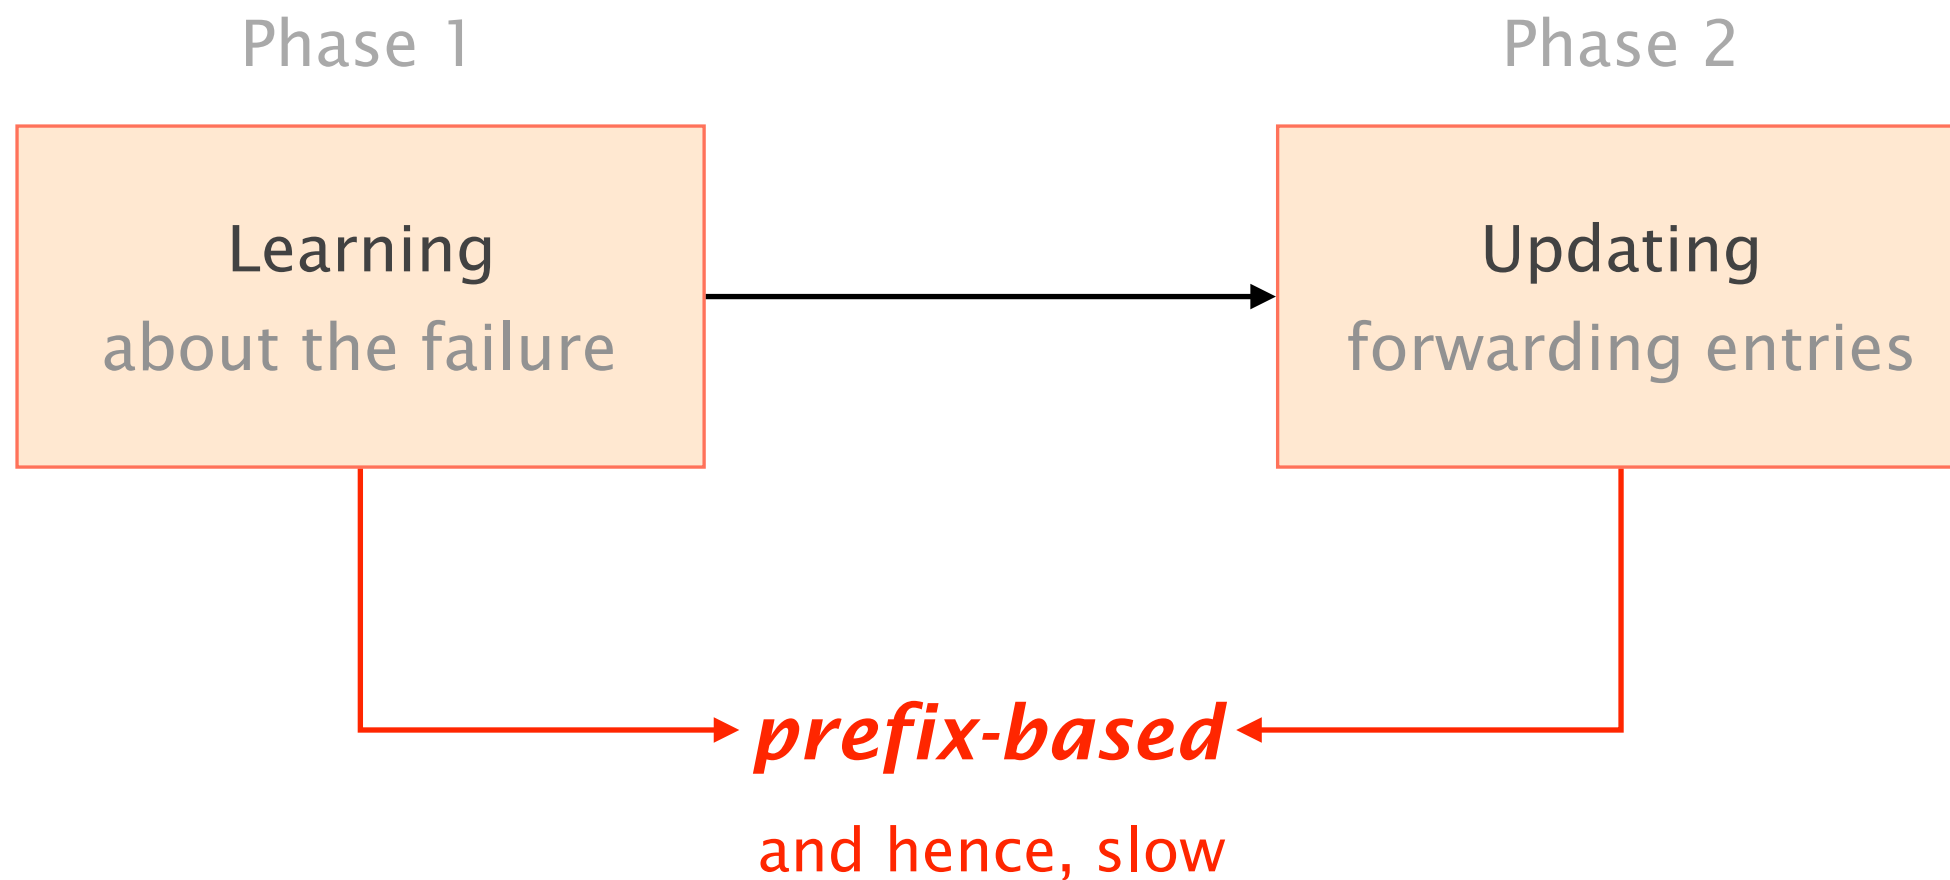 Phase 1
Phase 2
Learning
about the failure
Updating
forwarding entries
prefix-based
and hence, slow